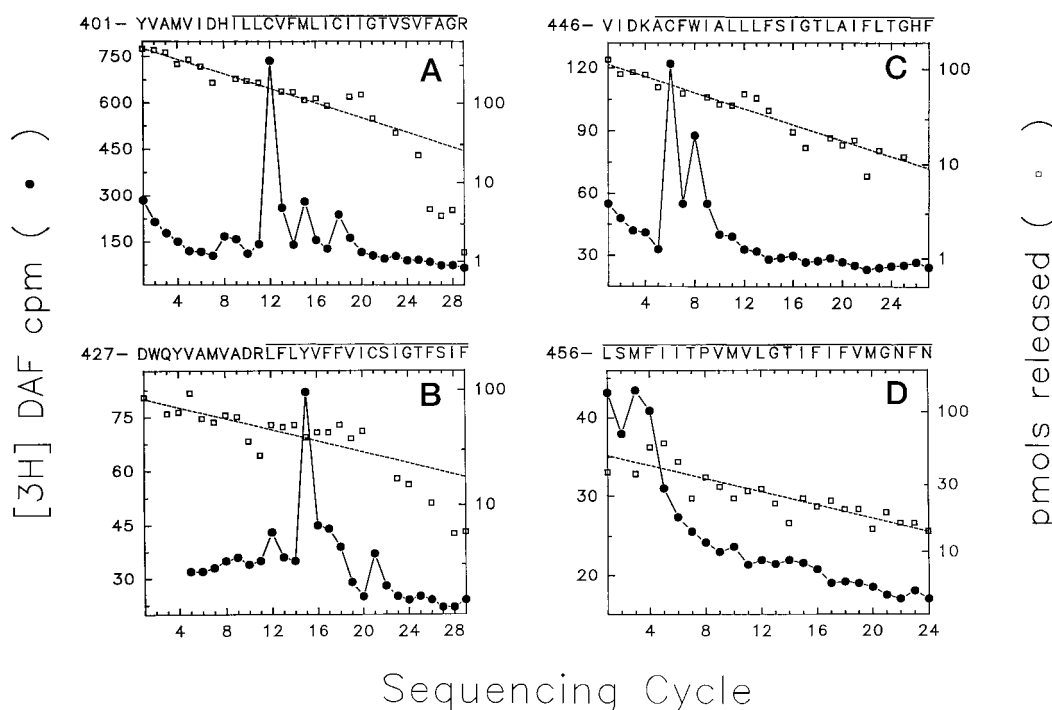 401– YVAMVIDHILLCVFMLICIIGTVSVFAGR
A
750
600
450
300
150
100
10
1
4 8 12 16 20 24 28
446– VIDKACFWIALLLFSIGTLAIFLTGHF
C
120
90
60
30
100
10
1
4 8 12 16 20 24
427– DWQYVAMVADRLFLYVFFVICSIGTFSIF
B
75
60
45
30
100
10
4 8 12 16 20 24 28
456– LSMFIITPVMVLGTIFIFVMGNFN
D
40
30
20
100
30
10
4 8 12 16 20 24
[3H] DAF cpm (●)
pmols released (□)
Sequencing Cycle